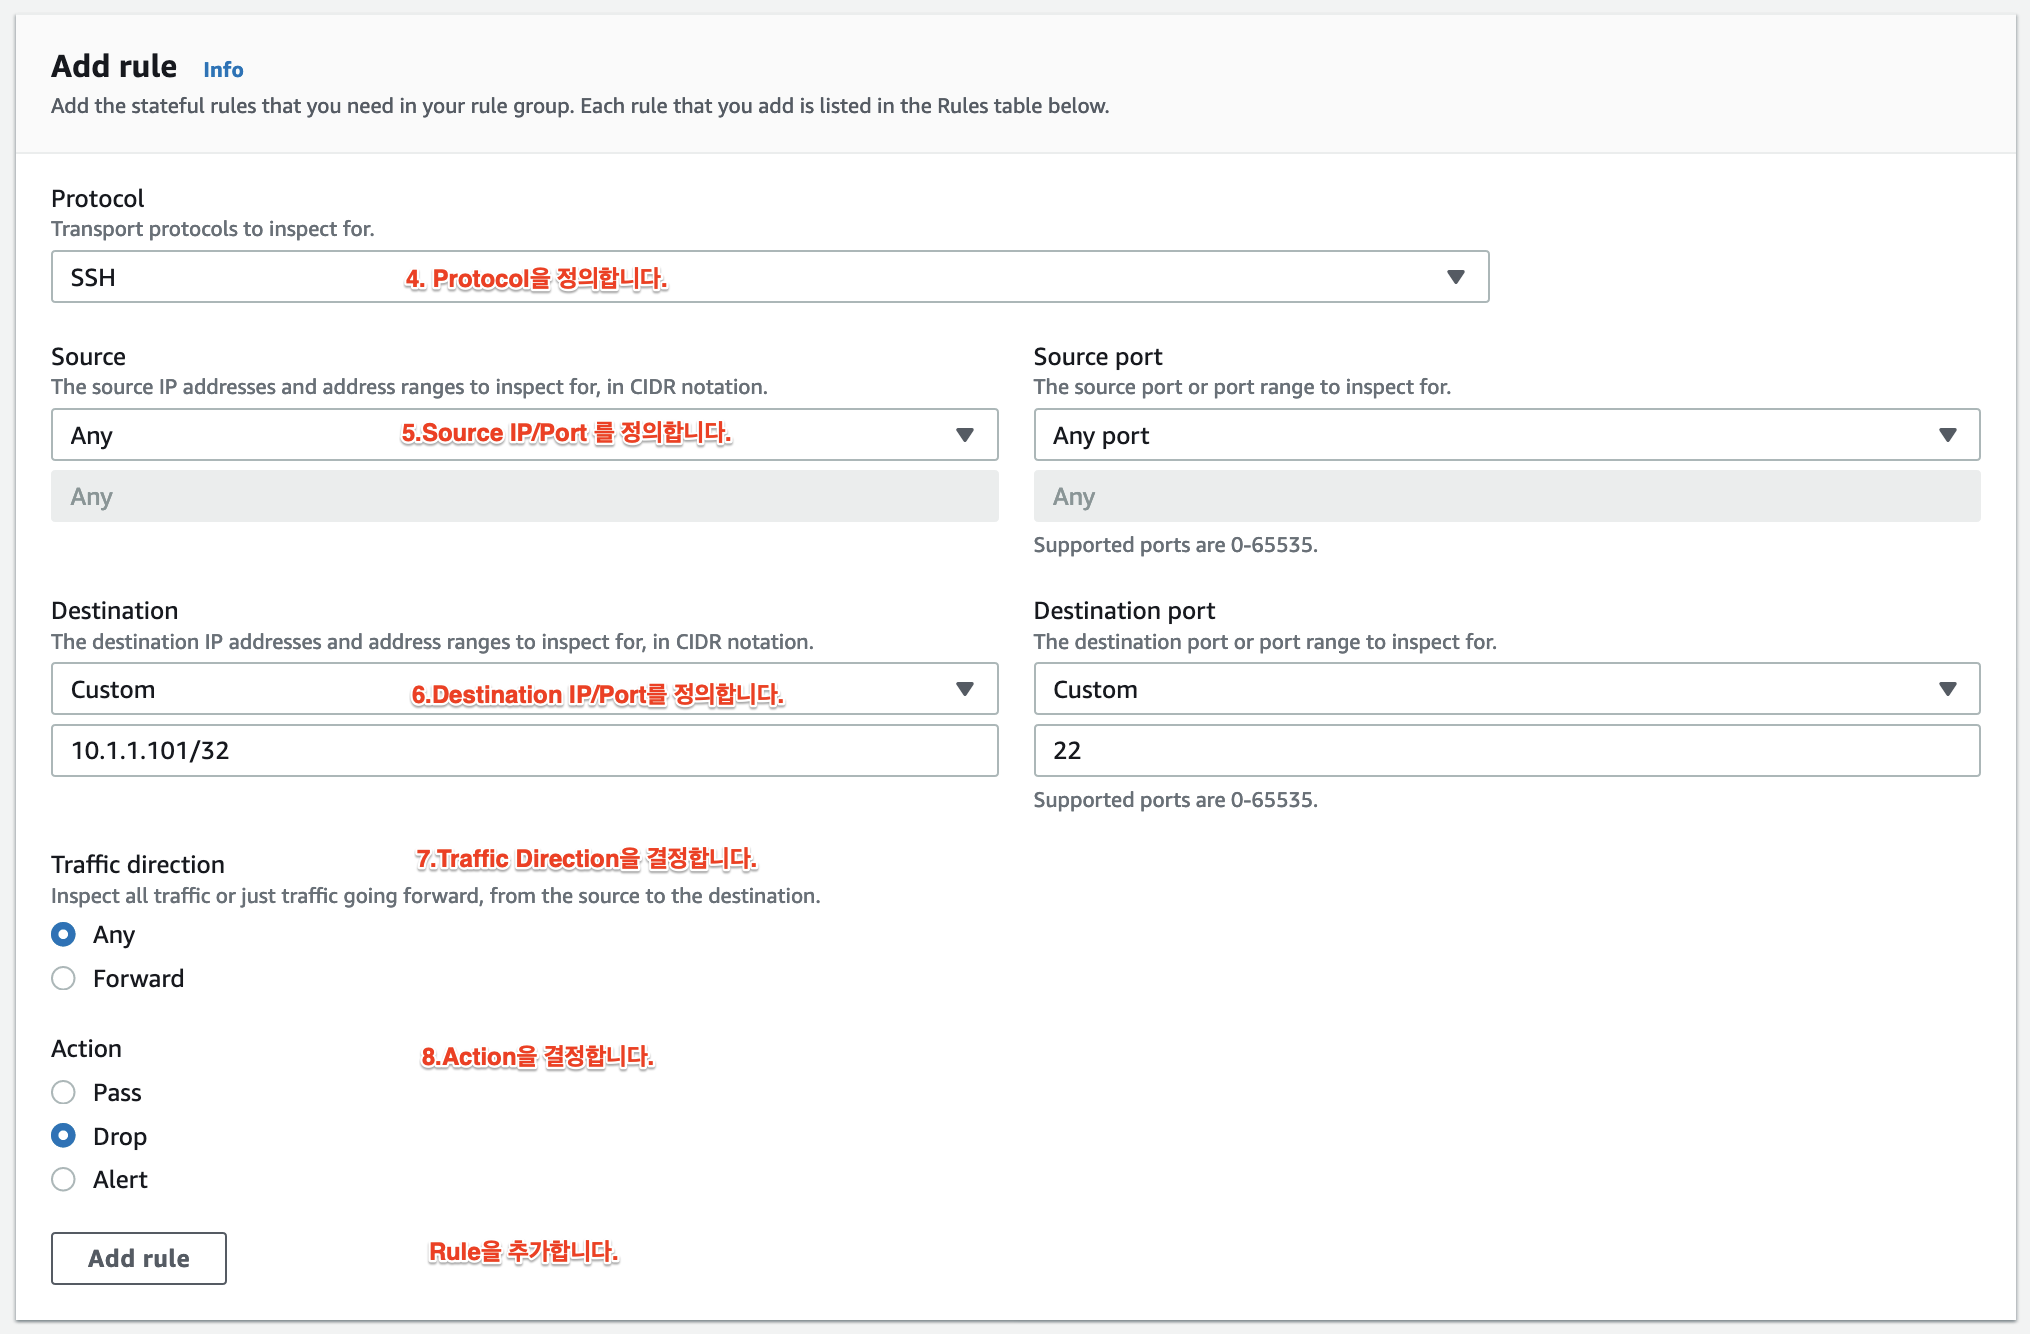 Add rule Info
Add the stateful rules that you need in your rule group. Each rule that you add is listed in the Rules table below.
Protocol
Transport protocols to inspect for.
SSH
4. Protocol을 정의합니다.
Source
The source IP addresses and address ranges to inspect for, in CIDR notation.
Any
5.Source IP/Port 를 정의합니다.
Any
Source port
The source port or port range to inspect for.
Any port
Any
Supported ports are 0-65535.
Destination
The destination IP addresses and address ranges to inspect for, in CIDR notation.
Custom
6.Destination IP/Port를 정의합니다.
10.1.1.101/32
Destination port
The destination port or port range to inspect for.
Custom
22
Supported ports are 0-65535.
Traffic direction
7.Traffic Direction을 결정합니다.
Inspect all traffic or just traffic going forward, from the source to the destination.
Any
Forward
Action
8.Action을 결정합니다.
Pass
Drop
Alert
Add rule
Rule을 추가합니다.